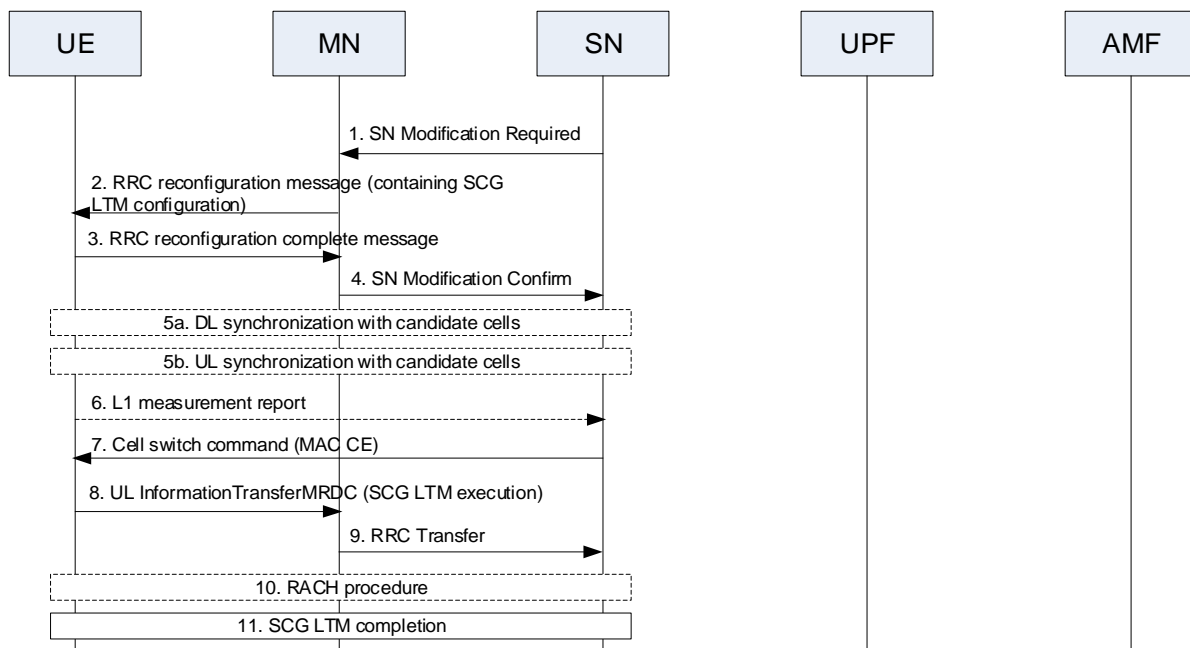 UE
MN
SN
UPF
AMF
1. SN Modification Required
2. RRC reconfiguration message (containing SCG
LTM configuration)
3. RRC reconfiguration complete message
4. SN Modification Confirm
5a. DL synchronization with candidate cells
5b. UL synchronization with candidate cells
6. L1 measurement report
7. Cell switch command (MAC CE)
8. UL InformationTransferMRDC (SCG LTM execution)
9. RRC Transfer
10. RACH procedure
11. SCG LTM completion